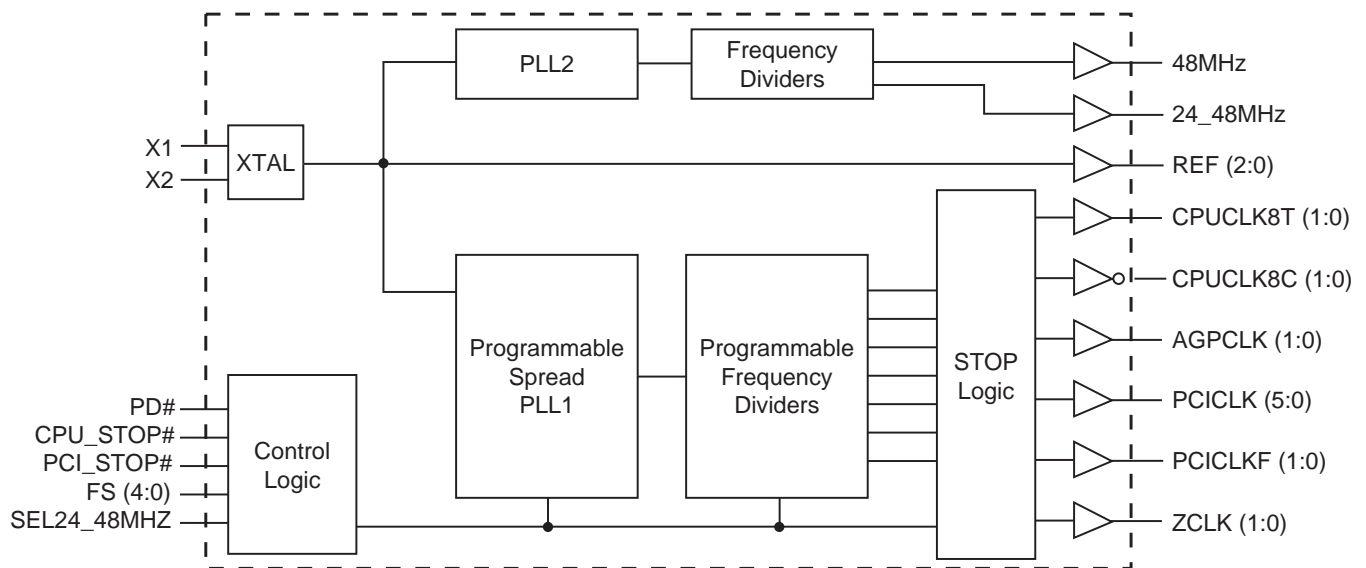 PLL2
Frequency
Dividers
48MHz
24_48MHz
X1
X2
XTAL
REF (2:0)
CPUCLK8T (1:0)
CPUCLK8C (1:0)
AGPCLK (1:0)
PCICLK (5:0)
PCICLKF (1:0)
ZCLK (1:0)
Programmable
Spread
PLL1
Programmable
Frequency
Dividers
STOP
Logic
PD#
CPU_STOP#
PCI_STOP#
FS (4:0)
SEL24_48MHZ
Control
Logic